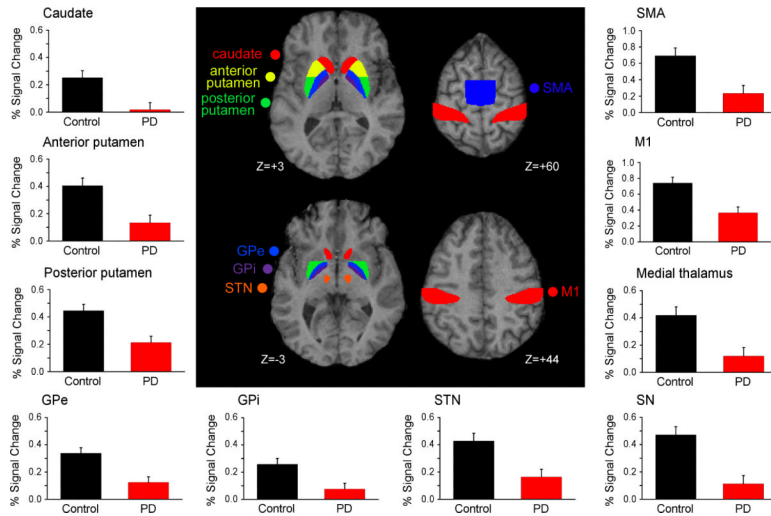 Caudate
% Signal Change
0.6
0.4
0.2
0.0
Control PD
caudate
anterior
putamen
posterior
putamen
Z=+3
SMA
Z=+60
SMA
% Signal Change
1.0
0.8
0.6
0.4
0.2
0.0
Control PD
Anterior putamen
% Signal Change
0.6
0.4
0.2
0.0
Control PD
M1
% Signal Change
1.0
0.8
0.6
0.4
0.2
0.0
Control PD
Posterior putamen
% Signal Change
0.6
0.4
0.2
0.0
Control PD
GPe
GPi
STN
Z=-3
M1
Z=+44
Medial thalamus
% Signal Change
0.6
0.4
0.2
0.0
Control PD
GPe
% Signal Change
0.6
0.4
0.2
0.0
Control PD
GPi
% Signal Change
0.6
0.4
0.2
0.0
Control PD
STN
% Signal Change
0.6
0.4
0.2
0.0
Control PD
SN
% Signal Change
0.6
0.4
0.2
0.0
Control PD